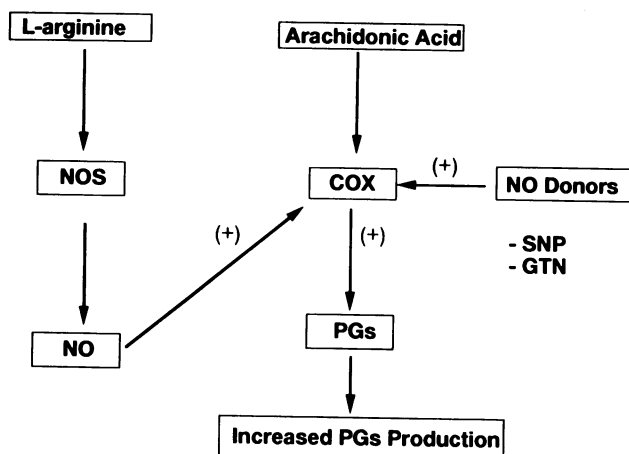 L-arginine
Arachidonic Acid
NOS
COX
(+)
NO Donors
(+)
(+)
- SNP
- GTN
NO
PGs
Increased PGs Production